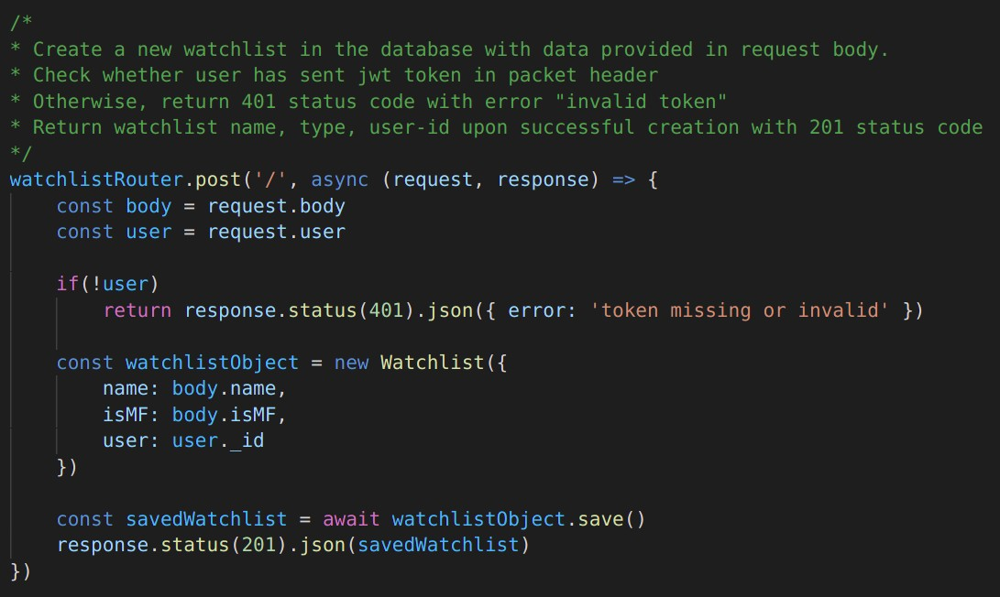 /*
* Create a new watchlist in the database with data provided in request body.
* Check whether user has sent jwt token in packet header
* Otherwise, return 401 status code with error "invalid token"
* Return watchlist name, type, user-id upon successful creation with 201 status code
*/
watchlistRouter.post('/', async (request, response) => {
    const body = request.body
    const user = request.user
    if(!user)
        return response.status(401).json({ error: 'token missing or invalid' })
    const watchlistObject = new Watchlist({
        name: body.name,
        isMF: body.isMF,
        user: user._id
    })
    const savedWatchlist = await watchlistObject.save()
    response.status(201).json(savedWatchlist)
})